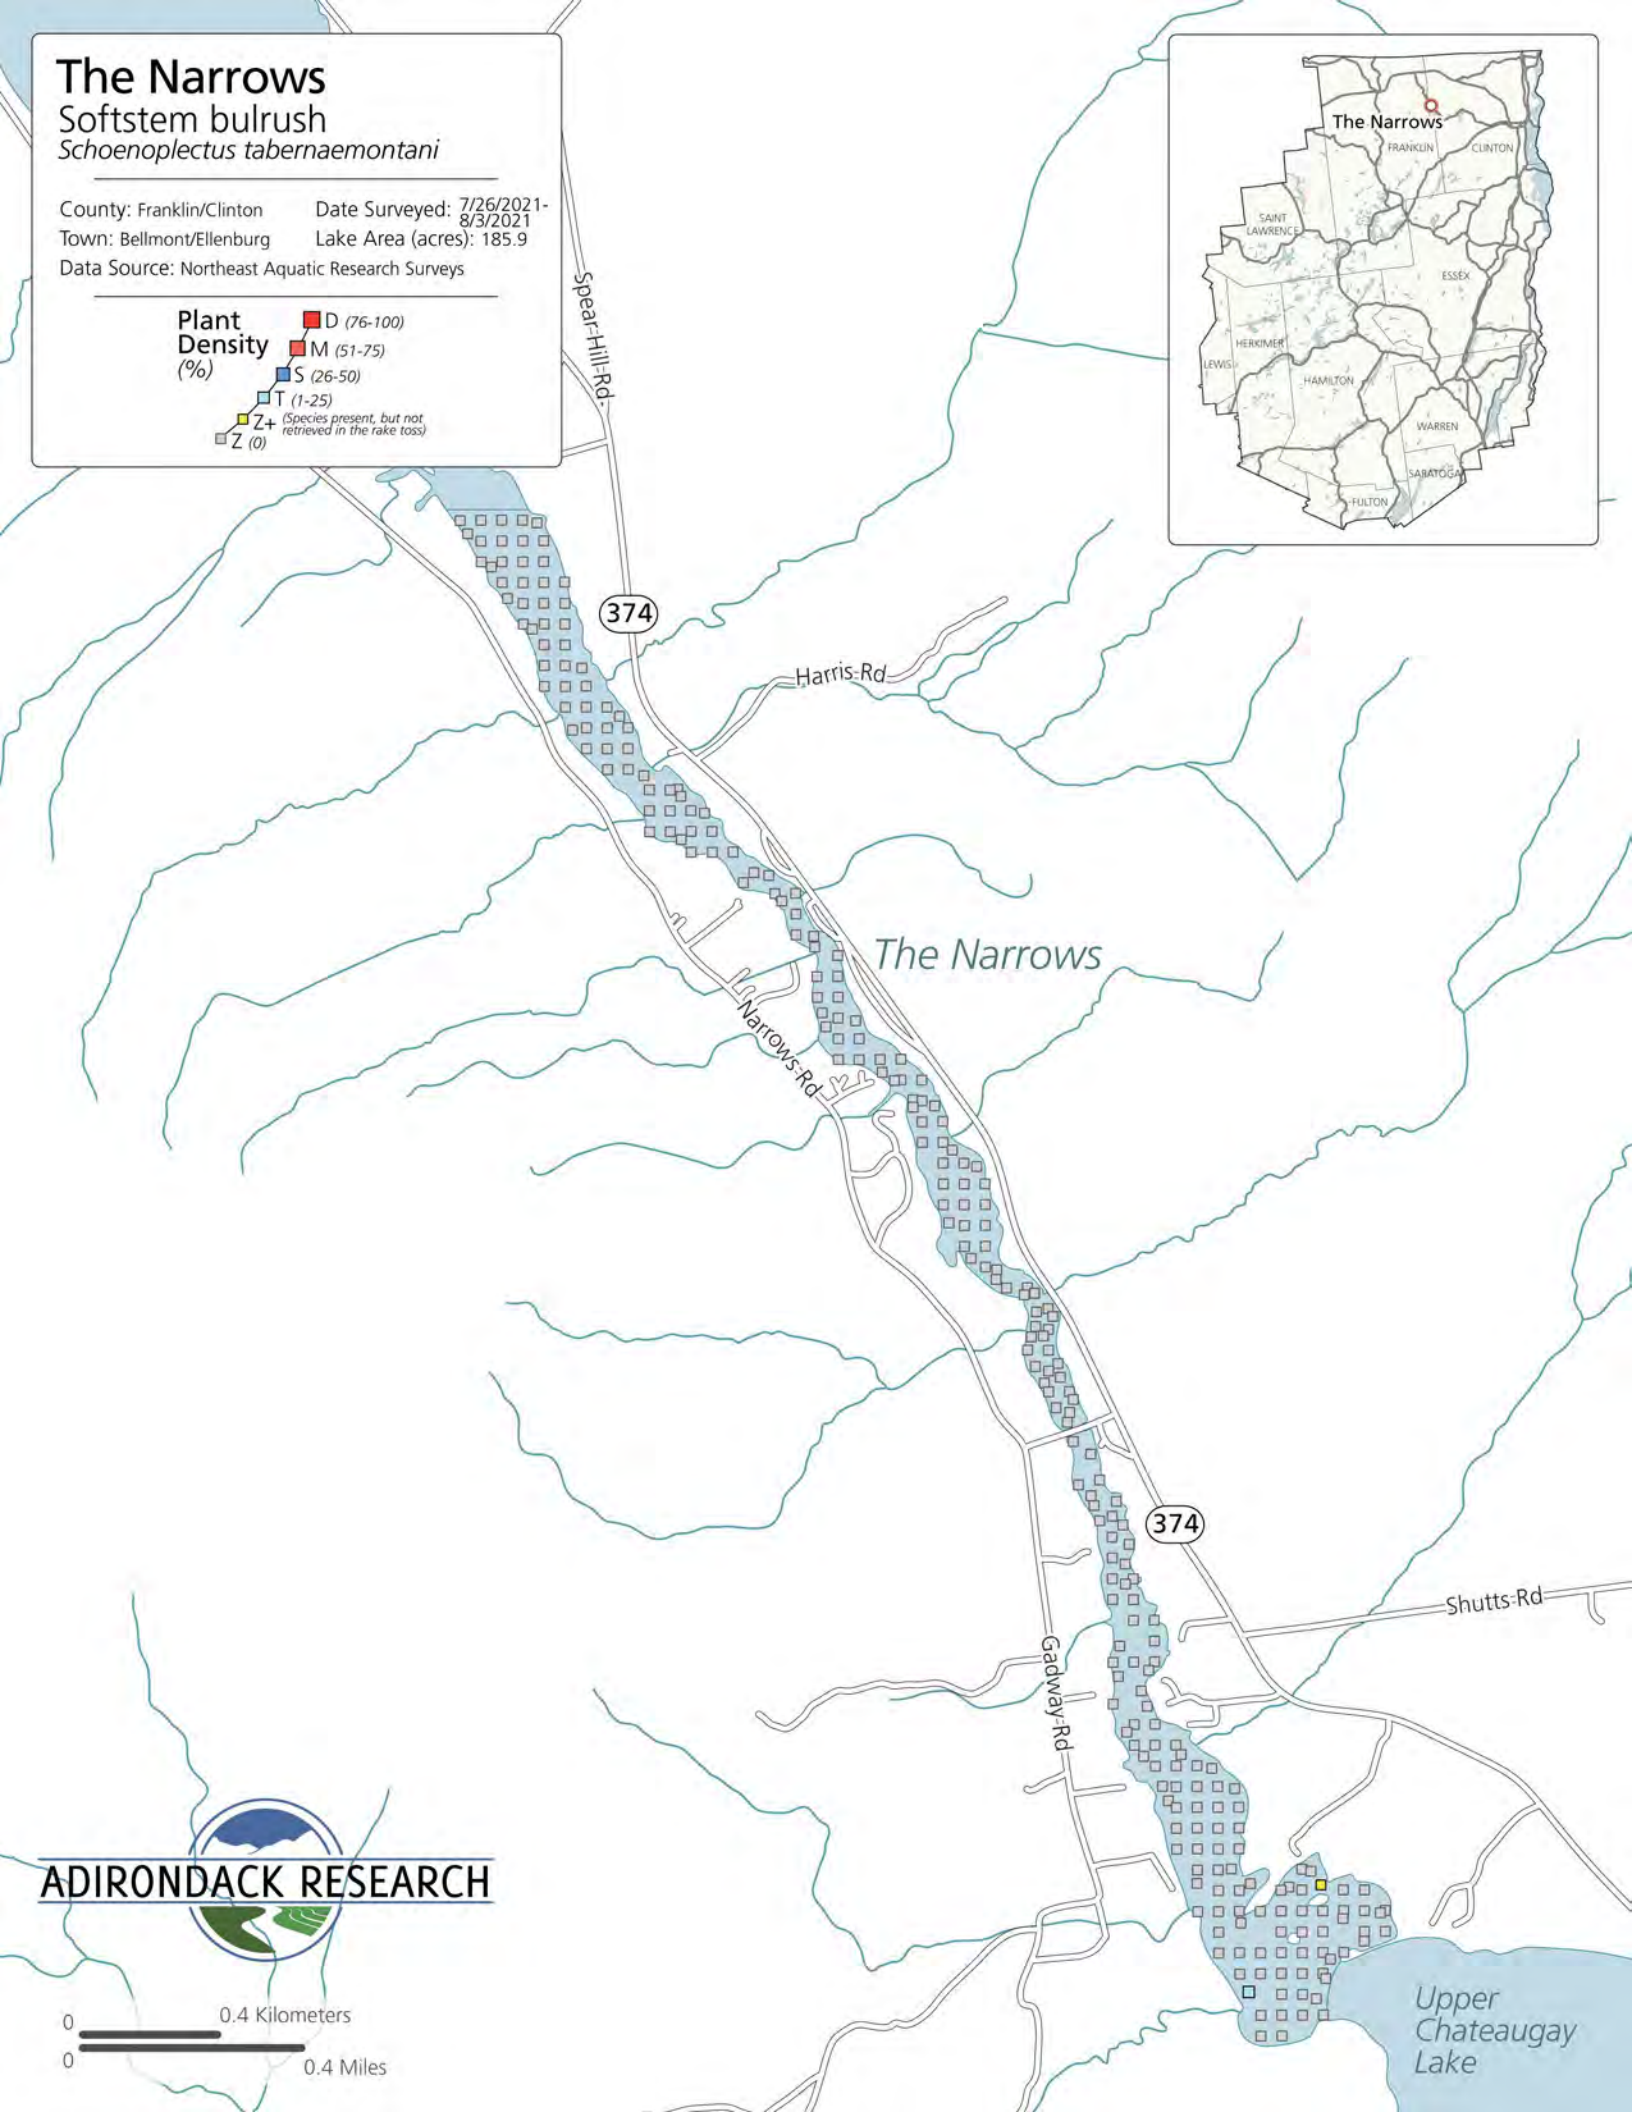 The Narrows
Softstem bulrush
Schoenoplectus tabernaemontani
County: Franklin/Clinton
Date Surveyed: 7/26/2021-
8/3/2021
Town: Bellmont/Ellenburg
Lake Area (acres): 185.9
Data Source: Northeast Aquatic Research Surveys
Plant
Density
(%)
D (76-100)
M (51-75)
S (26-50)
T (1-25)
Z+ (Species present, but not
retrieved in the rake toss)
Z (0)
The Narrows
FRANKLIN
CLINTON
SAINT
LAWRENCE
ESSEX
HERKIMER
LEWIS
HAMILTON
WARREN
SARATOGA
FULTON
Spear-Hill-Rd-
374
Harris-Rd
The Narrows
Narrows-Rd
374
Shutts-Rd
Gadway-Rd
ADIRONDACK RESEARCH
0
0.4 Kilometers
0
0.4 Miles
Upper
Chateaugay
Lake